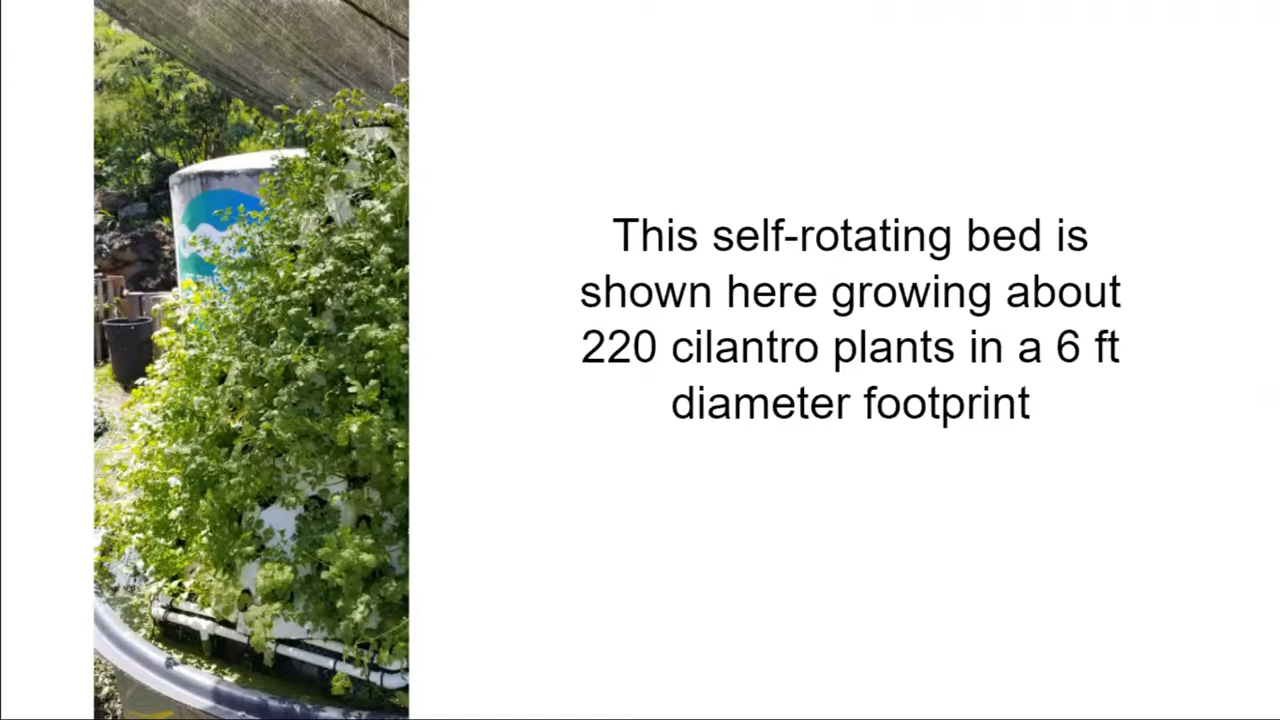 This self-rotating bed is
shown here growing about
220 cilantro plants in a 6 ft
diameter footprint